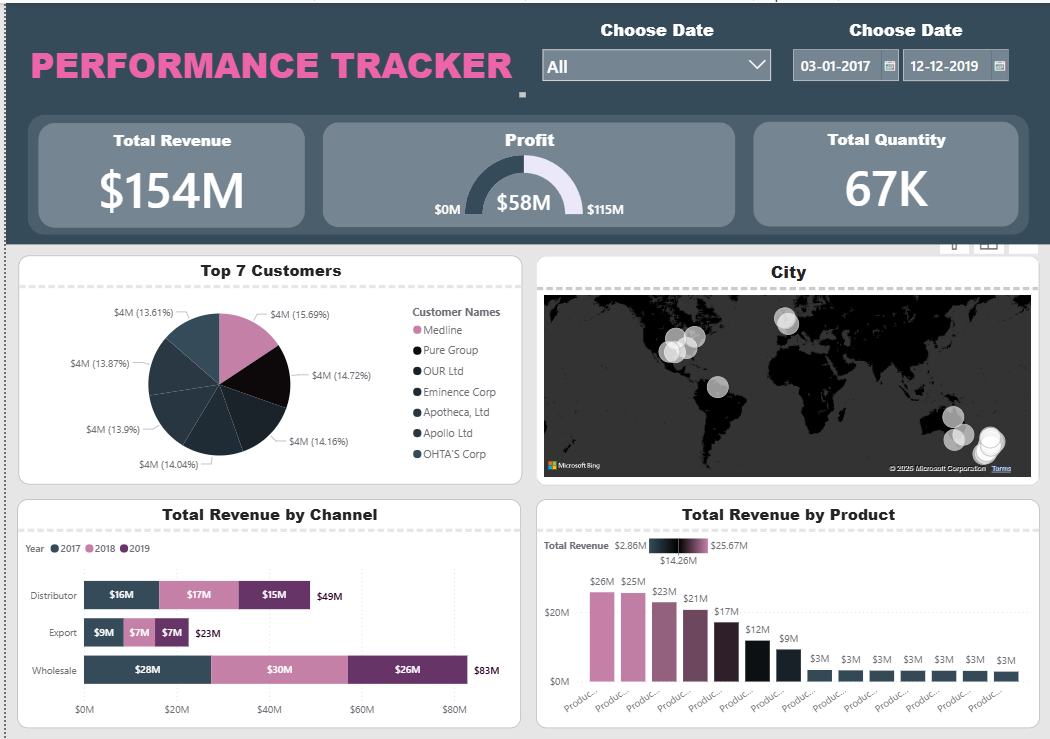 PERFORMANCE TRACKER
Choose Date
All
Choose Date
03-01-2017
12-12-2019
Total Revenue
$154M
Profit
$0M
$58M
$115M
Total Quantity
67K
Top 7 Customers
$4M (13.61%)
$4M (15.69%)
$4M (13.87%)
$4M (14.72%)
$4M (13.9%)
$4M (14.16%)
$4M (14.04%)
Customer Names
Medline
Pure Group
OUR Ltd
Eminence Corp
Apotheca, Ltd
Apollo Ltd
OHTA'S Corp
City
Microsoft Bing
© 2025 Microsoft Corporation Terms
Total Revenue by Channel
Year 2017 2018 2019
Distributor $16M $17M $15M $49M
Export $9M $7M $7M $23M
Wholesale $28M $30M $26M $83M
$0M $20M $40M $60M $80M
Total Revenue by Product
Total Revenue $2.86M $25.67M
$14.26M
$26M $25M $23M $21M $17M $12M $9M $3M $3M $3M $3M $3M $3M $3M
$20M
$0M
Produc... Produc... Produc... Produc... Produc... Produc... Produc... Produc... Produc... Produc... Produc... Produc... Produc... Produc...